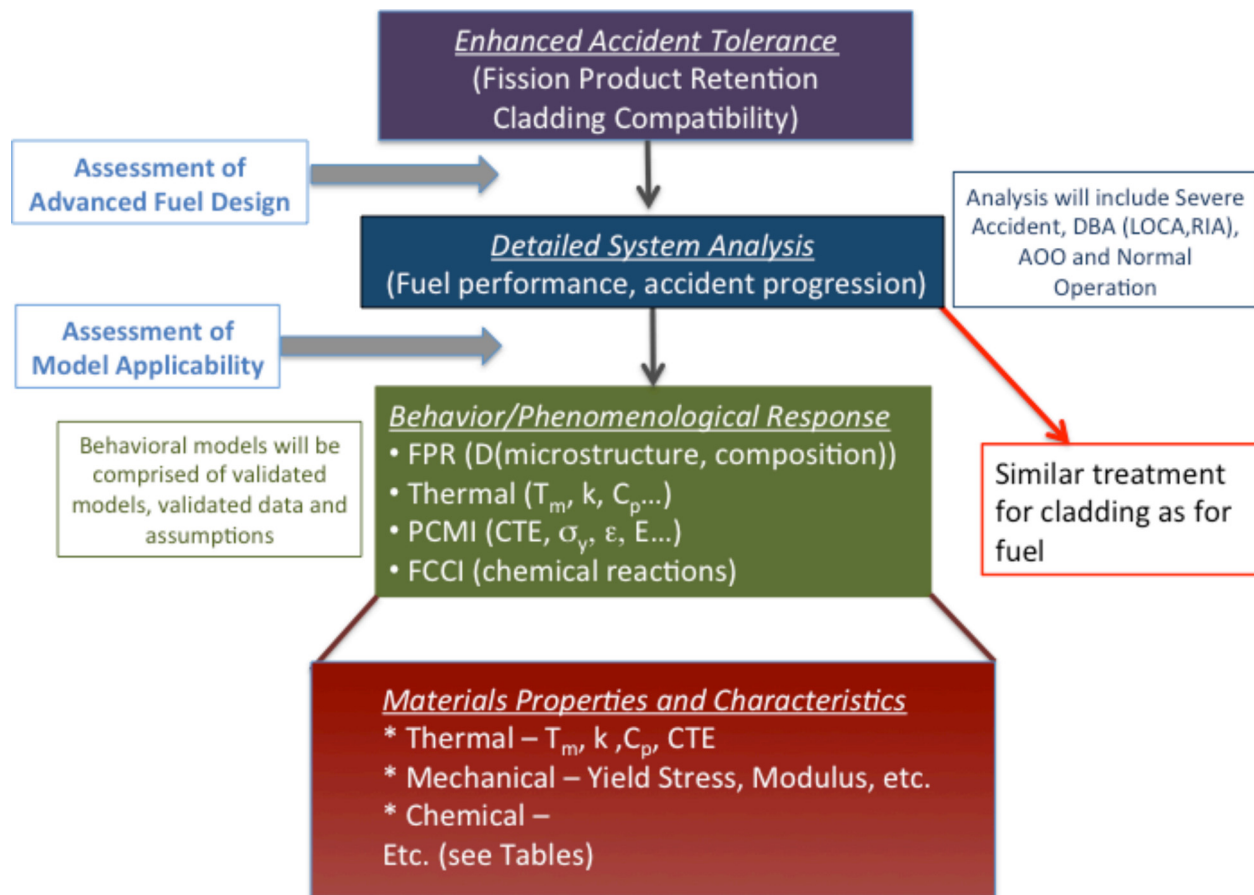 Enhanced Accident Tolerance
(Fission Product Retention
Cladding Compatibility)
Assessment of
Advanced Fuel Design
Analysis will include Severe
Accident, DBA (LOCA,RIA),
AOO and Normal
Operation
Detailed System Analysis
(Fuel performance, accident progression)
Assessment of
Model Applicability
Behavioral models will be
comprised of validated
models, validated data and
assumptions
Behavior/Phenomenological Response
• FPR (D(microstructure, composition))
• Thermal (Tm, k, Cp…)
• PCMI (CTE, σy, ε, E…)
• FCCI (chemical reactions)
Similar treatment
for cladding as for
fuel
Materials Properties and Characteristics
* Thermal – Tm, k ,Cp, CTE
* Mechanical – Yield Stress, Modulus, etc.
* Chemical –
Etc. (see Tables)